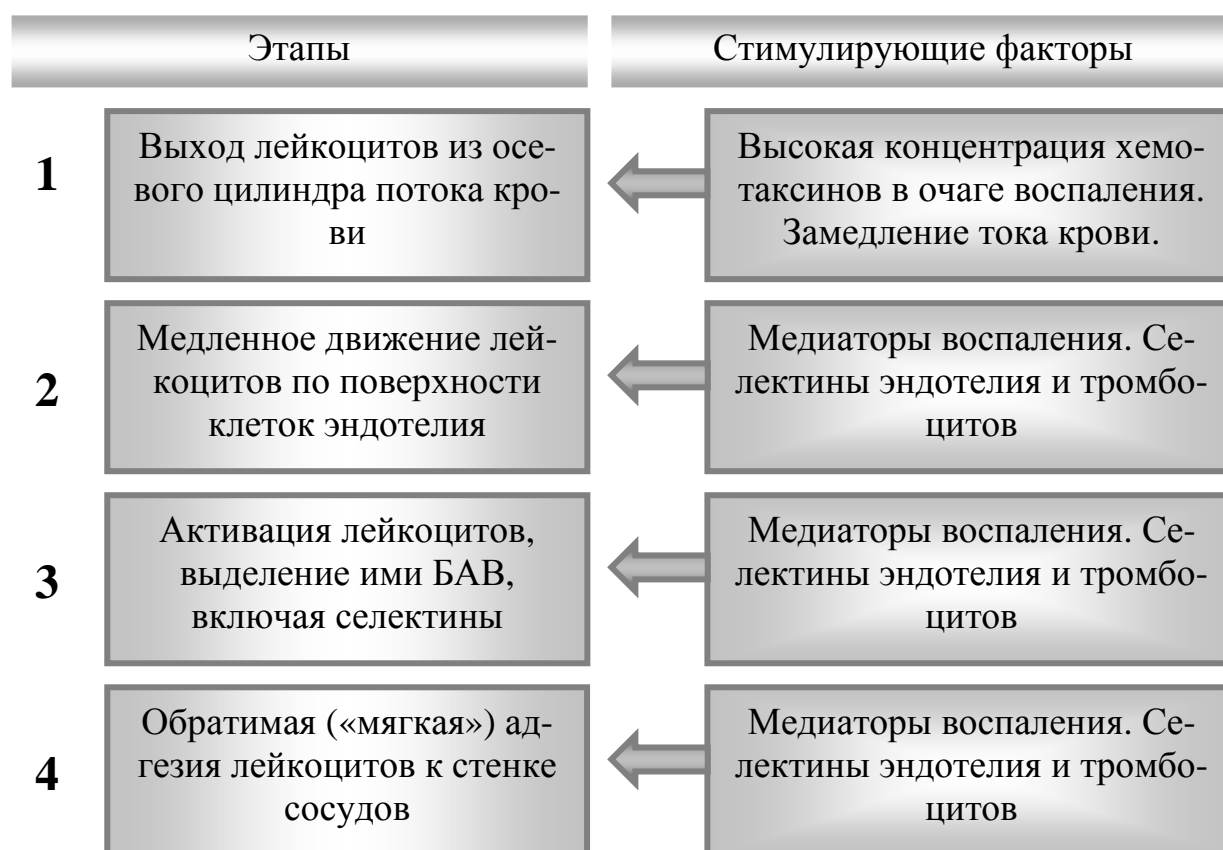 Этапы
Стимулирующие факторы
1
Выход лейкоцитов из осе-
вого цилиндра потока кро-
ви
Высокая концентрация хемо-
таксинов в очаге воспаления.
Замедление тока крови.
2
Медленное движение лей-
коцитов по поверхности
клеток эндотелия
Медиаторы воспаления. Се-
лектины эндотелия и тромбо-
цитов
3
Активация лейкоцитов,
выделение ими БАВ,
включая селектины
Медиаторы воспаления. Се-
лектины эндотелия и тромбо-
цитов
4
Обратимая («мягкая») ад-
гезия лейкоцитов к стенке
сосудов
Медиаторы воспаления. Се-
лектины эндотелия и тромбо-
цитов